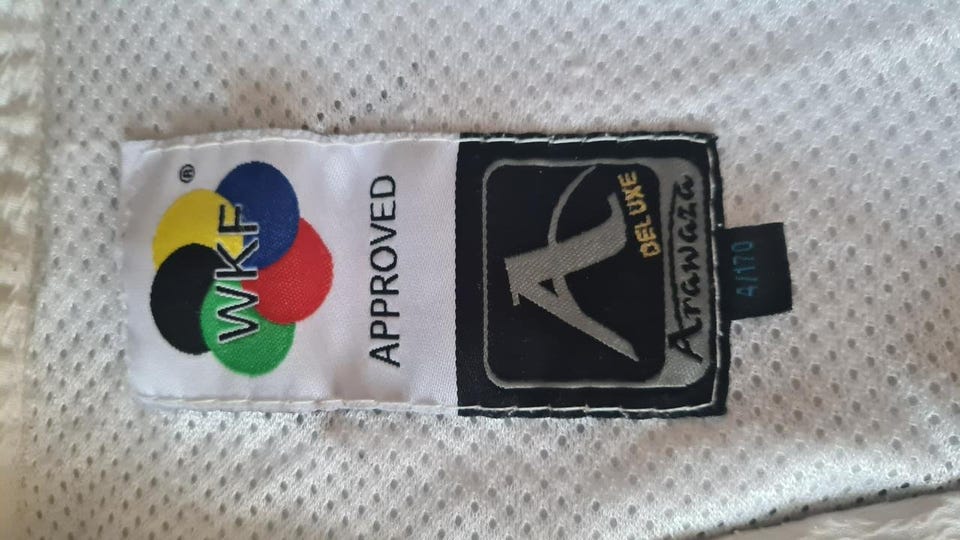 ®
WKF
APPROVED
DELUXE
Arawaza
4/170